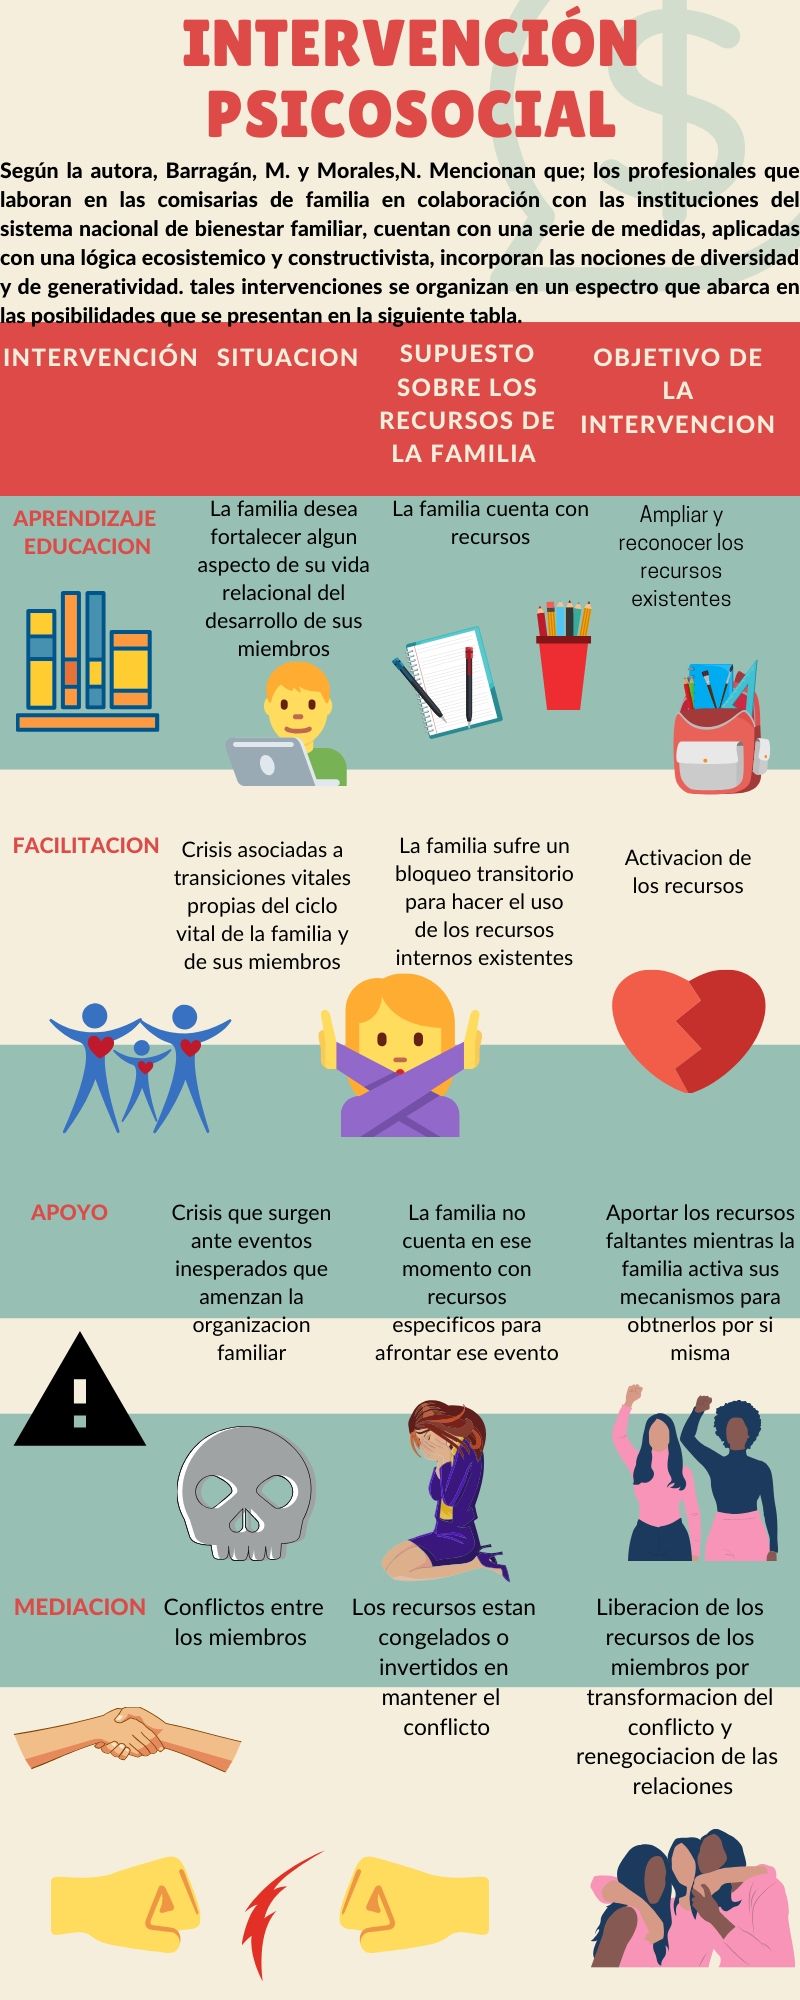 INTERVENCIÓN
PSICOSOCIAL
Según la autora, Barragán, M. y Morales,N. Mencionan que; los profesionales que
laboran en las comisarias de familia en colaboración con las instituciones del
sistema nacional de bienestar familiar, cuentan con una serie de medidas, aplicadas
con una lógica ecosistemico y constructivista, incorporan las nociones de diversidad
y de generatividad. tales intervenciones se organizan en un espectro que abarca en
las posibilidades que se presentan en la siguiente tabla.
INTERVENCIÓN
SITUACION
SUPUESTO
SOBRE LOS
RECURSOS DE
LA FAMILIA
OBJETIVO DE
LA
INTERVENCION
APRENDIZAJE
EDUCACION
La familia desea
fortalecer algun
aspecto de su vida
relacional del
desarrollo de sus
miembros
La familia cuenta con
recursos
Ampliar y
reconocer los
recursos
existentes
FACILITACION
Crisis asociadas a
transiciones vitales
propias del ciclo
vital de la familia y
de sus miembros
La familia sufre un
bloqueo transitorio
para hacer el uso
de los recursos
internos existentes
Activacion de
los recursos
APOYO
Crisis que surgen
ante eventos
inesperados que
amenzan la
organizacion
familiar
La familia no
cuenta en ese
momento con
recursos
especificos para
afrontar ese evento
Aportar los recursos
faltantes mientras la
familia activa sus
mecanismos para
obtnerlos por si
misma
MEDIACION
Conflictos entre
los miembros
Los recursos estan
congelados o
invertidos en
mantener el
conflicto
Liberacion de los
recursos de los
miembros por
transformacion del
conflicto y
renegociacion de las
relaciones